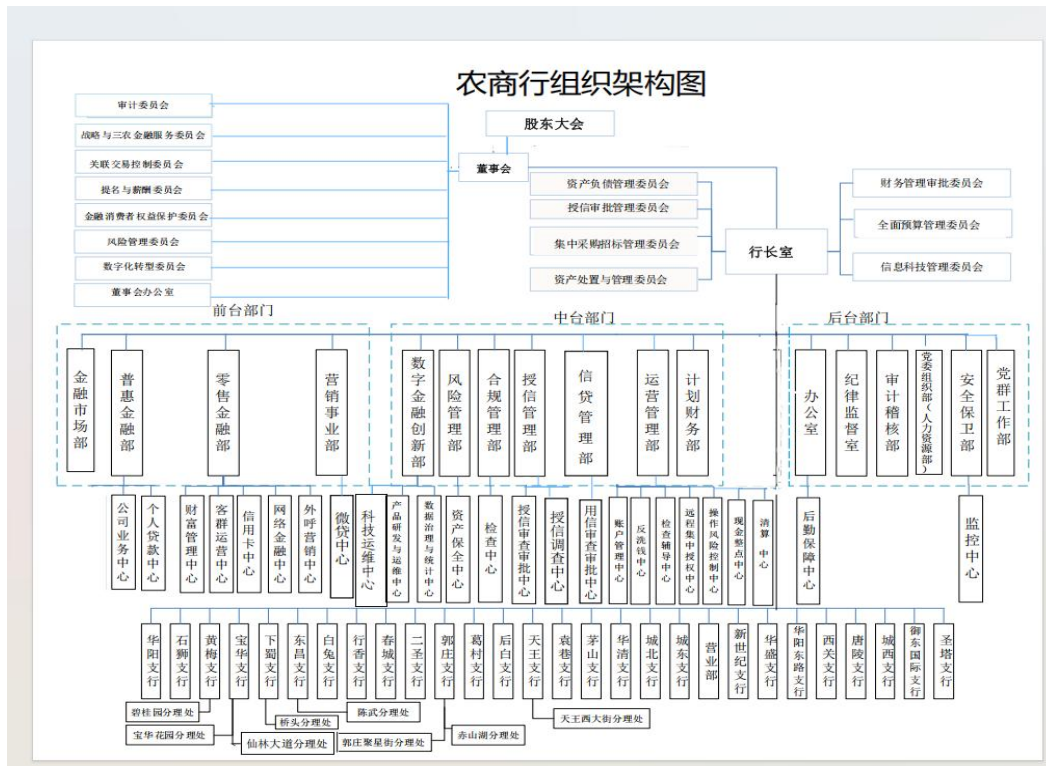 农商行组织架构图
股东大会
董事会
审计委员会
战略与三农金融服务委员会
关联交易控制委员会
提名与薪酬委员会
金融消费者权益保护委员会
风险管理委员会
数字化转型委员会
董事会办公室
资产负债管理委员会
授信审批管理委员会
集中采购招标管理委员会
资产处置与管理委员会
行长室
财务管理审批委员会
全面预算管理委员会
信息科技管理委员会
前台部门
中台部门
后台部门
金融市场部
普惠金融部
零售金融部
营销事业部
数字金融创新部
风险管理部
合规管理部
授信管理部
信贷管理部
运营管理部
计划财务部
办公室
纪律监督室
审计稽核部
党委组织部（人力资源部）
安全保卫部
党群工作部
公司业务中心
个人贷款中心
财富管理中心
客群运营中心
信用卡中心
网络金融中心
外呼营销中心
微贷中心
科技运维中心
产品研发与运维中心
数据治理与统计中心
资产保全中心
检查中心
授信审查审批中心
授信调查中心
用信审查审批中心
账户管理中心
反洗钱中心
检查辅导中心
远程集中授权中心
操作风险控制中心
现金整点中心
清算 中心
后勤保障中心
监控中心
华阳支行
石狮支行
黄梅支行
宝华支行
下蜀支行
东昌支行
白兔支行
行香支行
春城支行
二圣支行
郭庄支行
葛村支行
后白支行
天王支行
袁巷支行
茅山支行
华清支行
城北支行
城东支行
营业部
新世纪支行
华盛支行
华阳东路支行
西关支行
唐陵支行
城西支行
御东国际支行
圣塔支行
碧桂园分理处
宝华花园分理处
仙林大道分理处
桥头分理处
陈武分理处
郭庄聚星街分理处
赤山湖分理处
天王西大街分理处